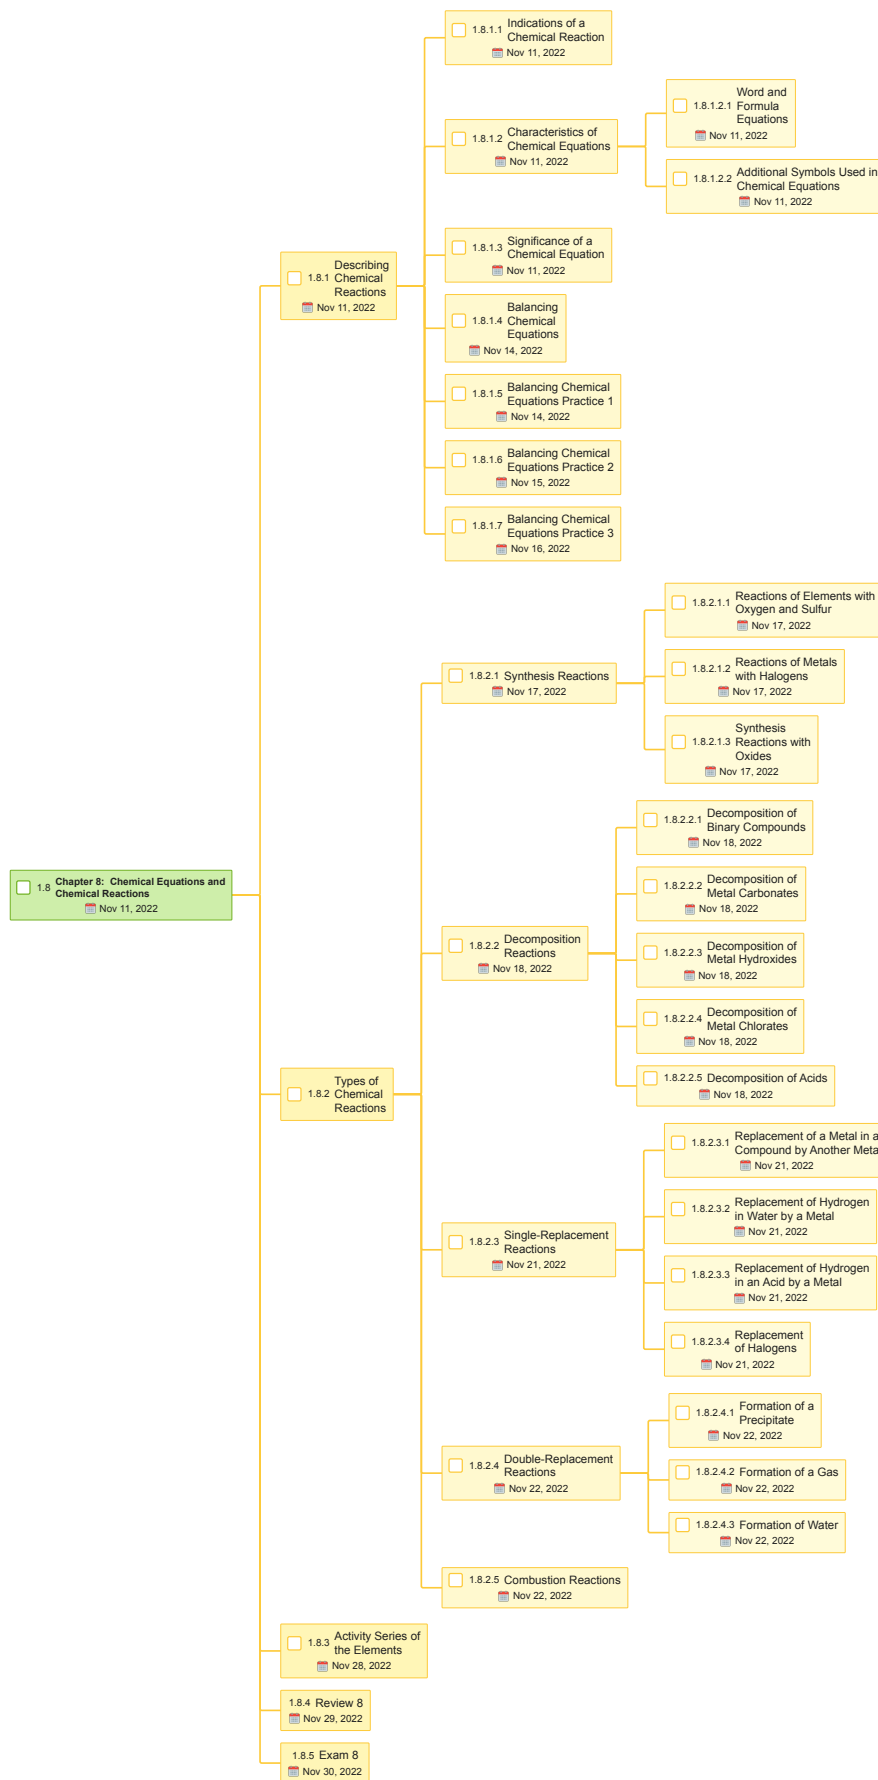 1.8 Chapter 8: Chemical Equations and
Chemical Reactions
Nov 11, 2022
1.8.1 Describing
Chemical
Reactions
Nov 11, 2022
1.8.1.1 Indications of a
Chemical Reaction
Nov 11, 2022
1.8.1.2 Characteristics of
Chemical Equations
Nov 11, 2022
1.8.1.2.1 Word and
Formula
Equations
Nov 11, 2022
1.8.1.2.2 Additional Symbols Used in
Chemical Equations
Nov 11, 2022
1.8.1.3 Significance of a
Chemical Equation
Nov 11, 2022
1.8.1.4 Balancing
Chemical
Equations
Nov 14, 2022
1.8.1.5 Balancing Chemical
Equations Practice 1
Nov 14, 2022
1.8.1.6 Balancing Chemical
Equations Practice 2
Nov 15, 2022
1.8.1.7 Balancing Chemical
Equations Practice 3
Nov 16, 2022
1.8.2 Types of
Chemical
Reactions
1.8.2.1 Synthesis Reactions
Nov 17, 2022
1.8.2.1.1 Reactions of Elements with
Oxygen and Sulfur
Nov 17, 2022
1.8.2.1.2 Reactions of Metals
with Halogens
Nov 17, 2022
1.8.2.1.3 Synthesis
Reactions with
Oxides
Nov 17, 2022
1.8.2.2 Decomposition
Reactions
Nov 18, 2022
1.8.2.2.1 Decomposition of
Binary Compounds
Nov 18, 2022
1.8.2.2.2 Decomposition of
Metal Carbonates
Nov 18, 2022
1.8.2.2.3 Decomposition of
Metal Hydroxides
Nov 18, 2022
1.8.2.2.4 Decomposition of
Metal Chlorates
Nov 18, 2022
1.8.2.2.5 Decomposition of Acids
Nov 18, 2022
1.8.2.3 Single-Replacement
Reactions
Nov 21, 2022
1.8.2.3.1 Replacement of a Metal in a
Compound by Another Meta
Nov 21, 2022
1.8.2.3.2 Replacement of Hydrogen
in Water by a Metal
Nov 21, 2022
1.8.2.3.3 Replacement of Hydrogen
in an Acid by a Metal
Nov 21, 2022
1.8.2.3.4 Replacement
of Halogens
Nov 21, 2022
1.8.2.4 Double-Replacement
Reactions
Nov 22, 2022
1.8.2.4.1 Formation of a
Precipitate
Nov 22, 2022
1.8.2.4.2 Formation of a Gas
Nov 22, 2022
1.8.2.4.3 Formation of Water
Nov 22, 2022
1.8.2.5 Combustion Reactions
Nov 22, 2022
1.8.3 Activity Series of
the Elements
Nov 28, 2022
1.8.4 Review 8
Nov 29, 2022
1.8.5 Exam 8
Nov 30, 2022